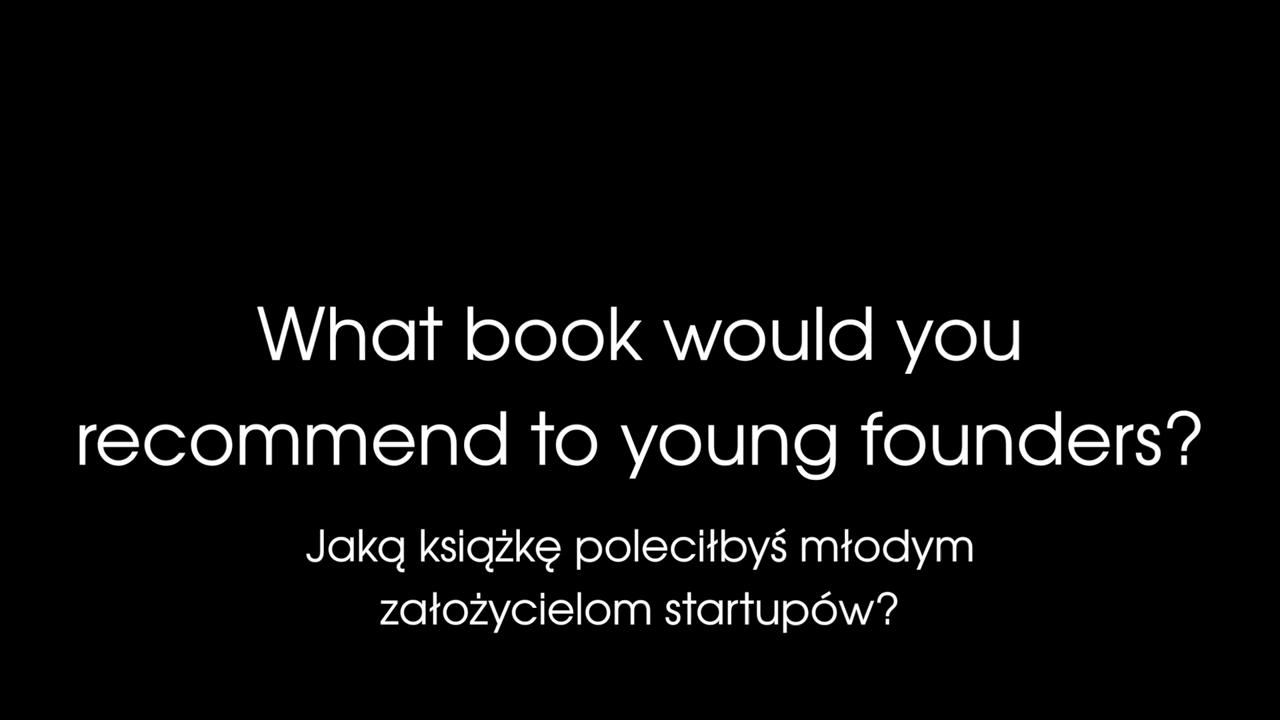 What book would you
recommend to young founders?
Jaką książkę poleciłbyś młodym
założycielom startupów?